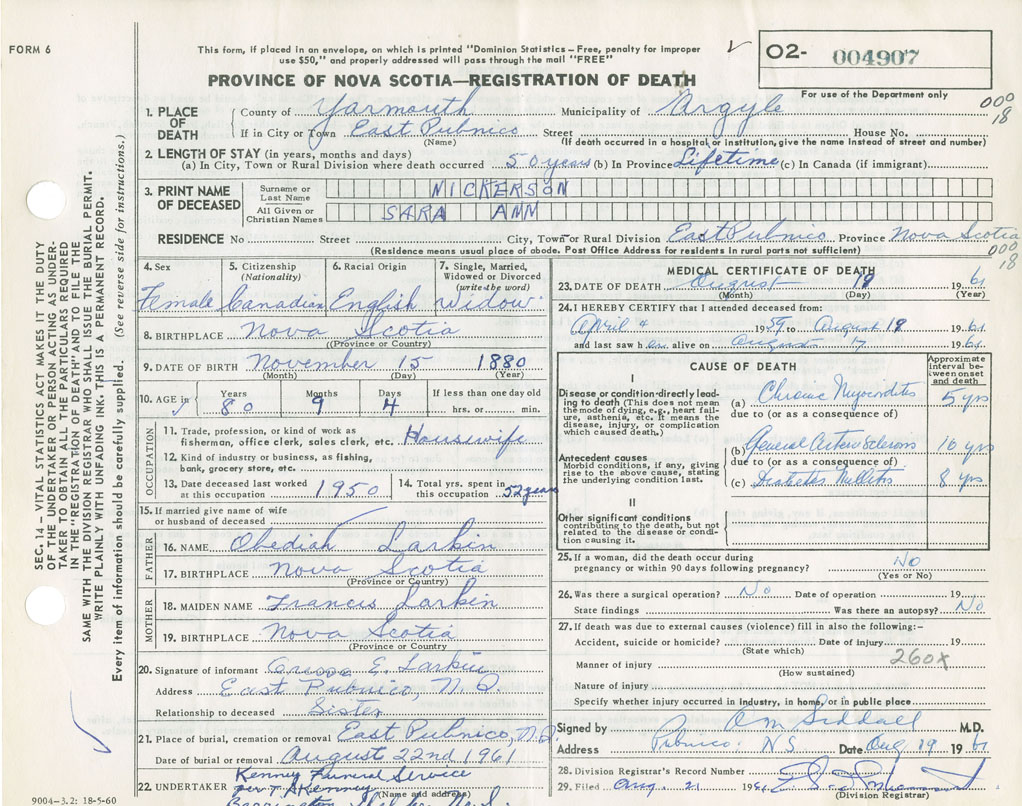 FORM 6
This form, if placed in an envelope, on which is printed "Dominion Statistics – Free, penalty for improper
use $50," and properly addressed will pass through the mail "FREE"
02- 004907
For use of the Department only
PROVINCE OF NOVA SCOTIA—REGISTRATION OF DEATH
000
18
1. PLACE OF DEATH
County of Yarmouth Municipality of Argyle
If in City or Town East Pubnico Street House No.
(Name) (If death occurred in a hospital or institution, give the name instead of street and number)
2. LENGTH OF STAY (in years, months and days)
(a) In City, Town or Rural Division where death occurred 50 years (b) In Province Lifetime (c) In Canada (if immigrant)
3. PRINT NAME OF DECEASED
Surname or Last Name NICKERSON
All Given or Christian Names SARA ANN
RESIDENCE No Street City, Town or Rural Division East Pubnico Province Nova Scotia
(Residence means usual place of abode. Post Office Address for residents in rural parts not sufficient)
000
18
4. Sex
Female
5. Citizenship (Nationality)
Canadian
6. Racial Origin
English
7. Single, Married, Widowed or Divorced (write the word)
Widow
8. BIRTHPLACE Nova Scotia
(Province or Country)
9. DATE OF BIRTH November 15 1880
(Month) (Day) (Year)
10. AGE in Years Months Days If less than one day
80 9 4 hrs. or min.
OCCUPATION
11. Trade, profession, or kind of work as
fisherman, office clerk, sales clerk, etc. Housewife
12. Kind of industry or business, as fishing,
bank, grocery store, etc.
13. Date deceased last worked at this occupation 1950
14. Total yrs. spent in this occupation 52 years
15. If married give name of wife
or husband of deceased
FATHER
16. NAME Obediah Larkin
17. BIRTHPLACE Nova Scotia
(Province or Country)
MOTHER
18. MAIDEN NAME Francis Larkin
19. BIRTHPLACE Nova Scotia
(Province or Country
20. Signature of informant E. Larkin
Address East Pubnico, N.S.
Relationship to deceased Sister
21. Place of burial, cremation or removal East Pubnico, N.S.
Date of burial or removal August 22nd 1961
22. UNDERTAKER Kenney Funeral Service
per T. A. Kenney (Name and address)
Barrington
MEDICAL CERTIFICATE OF DEATH
23. DATE OF DEATH August 19 1961
(Month) (Day) (Year)
24. I HEREBY CERTIFY that I attended deceased from:
April 4 1959 to August 19 1961
and last saw her alive on August 17 1961
CAUSE OF DEATH
Approximate interval between onset and death
I
Disease or condition directly leading to death (This does not mean the mode of dying, e.g., heart failure, asthenia, etc. It means the disease, injury, or complication which caused death.)
(a) Chronic Myocarditis 5 yrs
due to (or as a consequence of)
Antecedent causes
Morbid conditions, if any, giving rise to the above cause, stating the underlying condition last.
(b) General Arterio Sclerosis 10 yrs
due to (or as a consequence of)
(c) Diabetes Mellitis 8 yrs
II
Other significant conditions
contributing to the death, but not related to the disease or condition causing it.
25. If a woman, did the death occur during
pregnancy or within 90 days following pregnancy? No
(Yes or No)
26. Was there a surgical operation? No Date of operation 19
State findings Was there an autopsy? No
27. If death was due to external causes (violence) fill in also the following:–
Accident, suicide or homicide? Date of injury 19
(State which) 260X
Manner of injury
(How sustained)
Nature of injury
Specify whether injury occurred in industry, in home, or in public place
Signed by O M Siddall M.D.
Address Pubnico N S Date Aug 19 1961
28. Division Registrar's Record Number
29. Filed Aug. 21 1961
(Division Registrar)
SEC. 14 – VITAL STATISTICS ACT MAKES IT THE DUTY
OF THE UNDERTAKER OR PERSON ACTING AS UNDER-
TAKER TO OBTAIN ALL THE PARTICULARS REQUIRED
IN THE "REGISTRATION OF DEATH" AND TO FILE THE
SAME WITH THE DIVISION REGISTRAR WHO SHALL ISSUE THE BURIAL PERMIT.
WRITE PLAINLY WITH UNFADING INK. THIS IS A PERMANENT RECORD.
Every item of information should be carefully supplied. (See reverse side for instructions.)
9004-3.2: 18-5-60